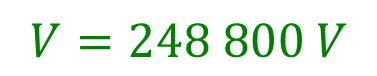 V = 248 800 V